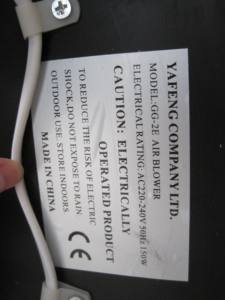 YAFENG COMPANY LTD.
MODEL:GG-2E AIR BLOWER
ELECTRICAL RATING: AC220-240V 50Hz 150W
CAUTION: ELECTRICALLY
OPERATED PRODUCT
TO REDUCE THE RISK OF ELECTRIC
SHOCK,DO NOT EXPOSE TO RAIN
OUTDOOR USE. STORE INDOORS
MADE IN CHINA
CE